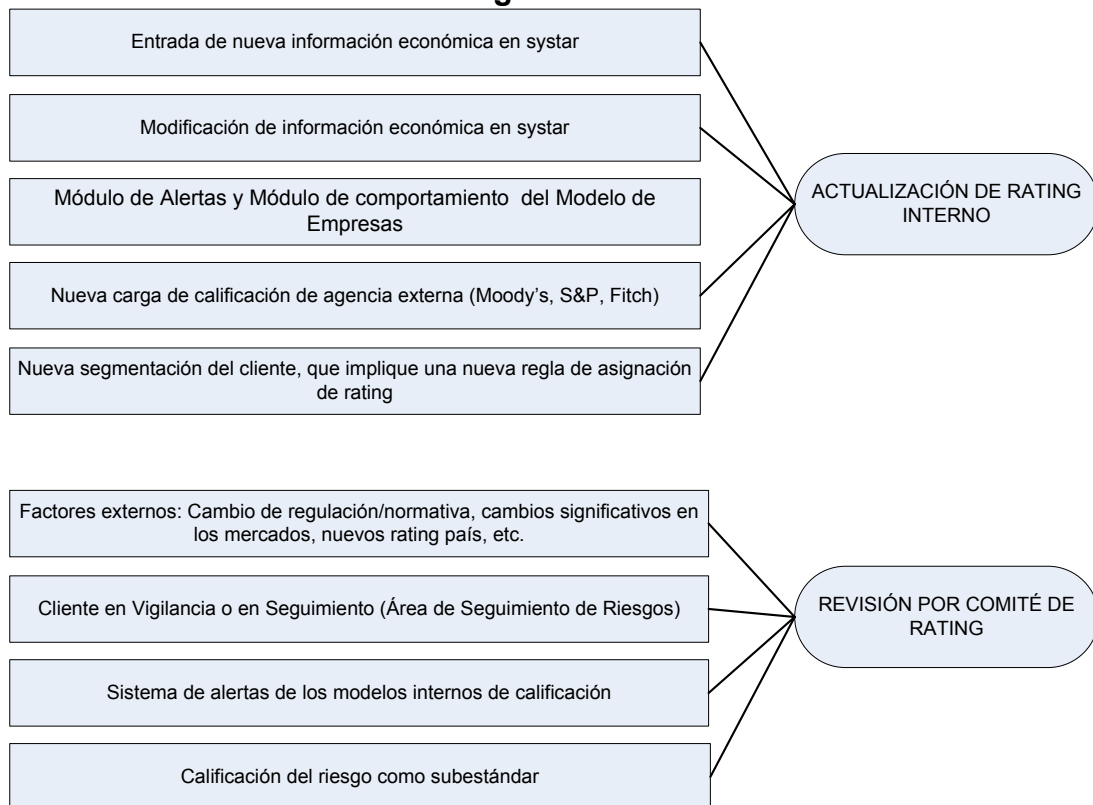 Entrada de nueva información económica en systar
Modificación de información económica en systar
Módulo de Alertas y Módulo de comportamiento del Modelo de
Empresas
ACTUALIZACIÓN DE RATING
INTERNO
Nueva carga de calificación de agencia externa (Moody's, S&P, Fitch)
Nueva segmentación del cliente, que implique una nueva regla de asignación
de rating
Factores externos: Cambio de regulación/normativa, cambios significativos en
los mercados, nuevos rating país, etc.
Cliente en Vigilancia o en Seguimiento (Área de Seguimiento de Riesgos)
REVISIÓN POR COMITÉ DE
RATING
Sistema de alertas de los modelos internos de calificación
Calificación del riesgo como subestándar